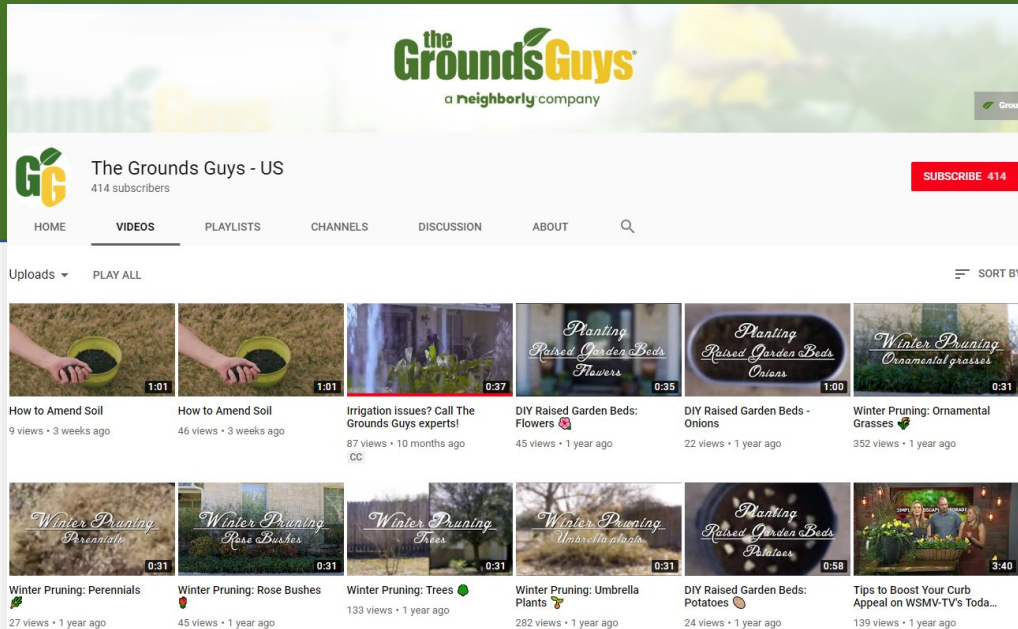 the
GroundsGuys
a neighborly company
Grou
The Grounds Guys - US
414 subscribers
SUBSCRIBE 414
HOME VIDEOS PLAYLISTS CHANNELS DISCUSSION ABOUT
Uploads PLAY ALL SORT BY
1:01
1:01
0:37
Planting
Raised Garden Beds
Flowers
0:35
Planting
Raised Garden Beds
Onions
1:00
Winter Pruning
Ornamental grasses
0:31
How to Amend Soil
9 views • 3 weeks ago
How to Amend Soil
46 views • 3 weeks ago
Irrigation issues? Call The
Grounds Guys experts!
87 views • 10 months ago
CC
DIY Raised Garden Beds:
Flowers 🌺
45 views • 1 year ago
DIY Raised Garden Beds -
Onions
22 views • 1 year ago
Winter Pruning: Ornamental
Grasses 🌾
352 views • 1 year ago
Winter Pruning
Perennials
0:31
Winter Pruning
Rose Bushes
0:31
Winter Pruning
Trees
0:31
Winter Pruning
Umbrella plants
0:31
Planting
Raised Garden Beds
Potatoes
0:58
3:40
Winter Pruning: Perennials
🌿
27 views • 1 year ago
Winter Pruning: Rose Bushes
🌹
45 views • 1 year ago
Winter Pruning: Trees 🌳
133 views • 1 year ago
Winter Pruning: Umbrella
Plants 🌱
282 views • 1 year ago
DIY Raised Garden Beds:
Potatoes 🥔
24 views • 1 year ago
Tips to Boost Your Curb
Appeal on WSMV-TV's Toda...
139 views • 1 year ago